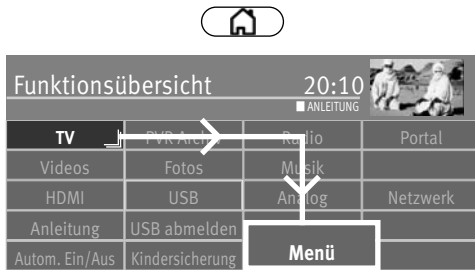 Funktionsübersicht 20:10
ANLEITUNG
TV PVR Archiv Radio Portal
Videos Fotos Musik
HDMI USB Analog Netzwerk
Anleitung USB abmelden
Autom. Ein/Aus Kindersicherung Menü